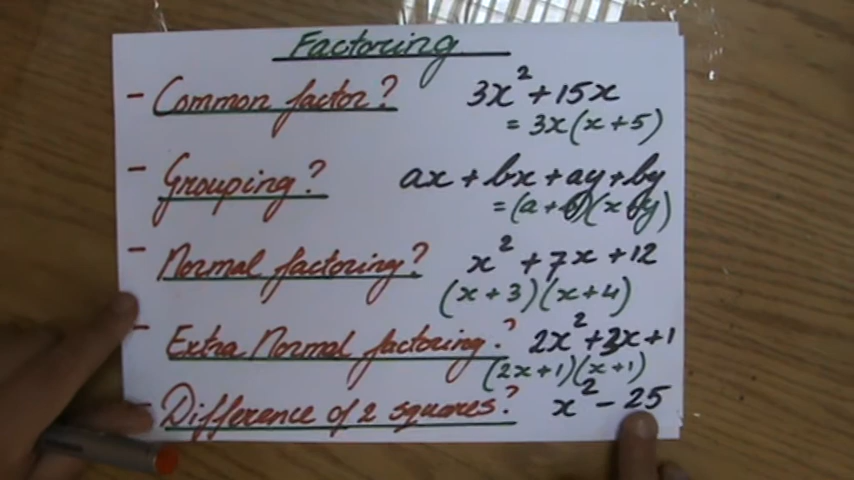 Factoring
- Common factor? 3x² + 15x
= 3x(x + 5)
- Grouping? ax + bx + ay + by
= (a + b)(x + y)
- Normal factoring? x² + 7x + 12
(x + 3)(x + 4)
- Extra Normal factoring? 2x² + 3x + 1
(2x + 1)(x + 1)
- Difference of 2 squares? x² - 25